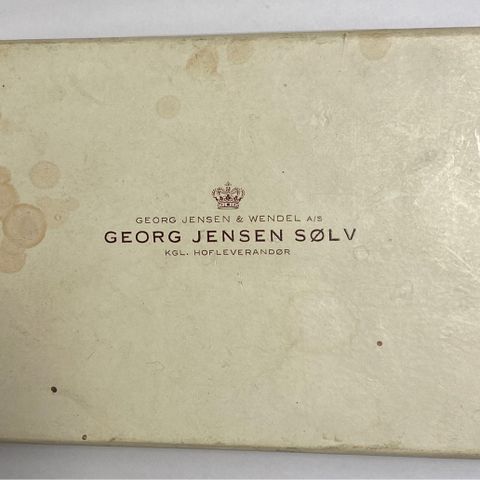 GEORG JENSEN & WENDEL A/S
GEORG JENSEN SØLV
KGL. HOFLEVERANDØR